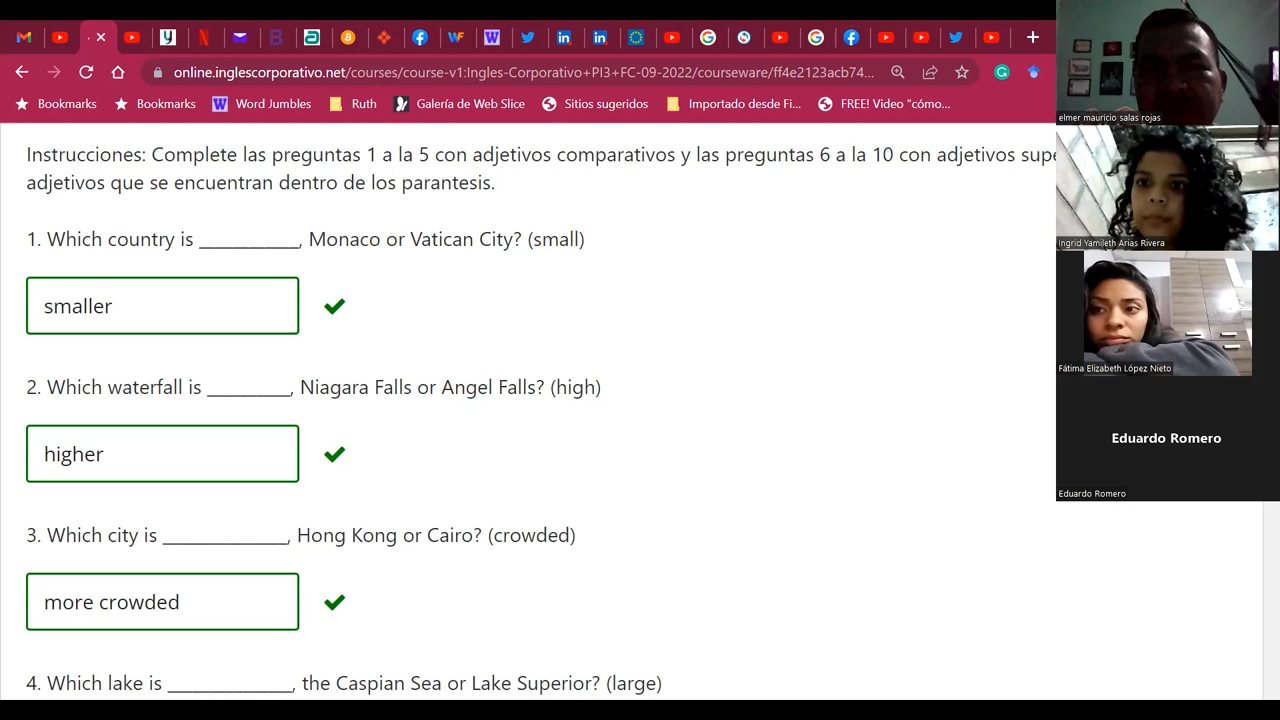 online.inglescorporativo.net/courses/course-v1:Ingles-Corporativo+PI3+FC-09-2022/courseware/ff4e2123acb74...
Bookmarks Bookmarks Word Jumbles Ruth Galería de Web Slice Sitios sugeridos Importado desde Fi... FREE! Video "cómo...
Instrucciones: Complete las preguntas 1 a la 5 con adjetivos comparativos y las preguntas 6 a la 10 con adjetivos supe
adjetivos que se encuentran dentro de los parantesis.
1. Which country is ___________, Monaco or Vatican City? (small)
smaller
2. Which waterfall is _________, Niagara Falls or Angel Falls? (high)
higher
3. Which city is ______________, Hong Kong or Cairo? (crowded)
more crowded
4. Which lake is ______________, the Caspian Sea or Lake Superior? (large)
elmer mauricio salas rojas
Ingrid Yamileth Arias Rivera
Fátima Elizabeth López Nieto
Eduardo Romero
Eduardo Romero